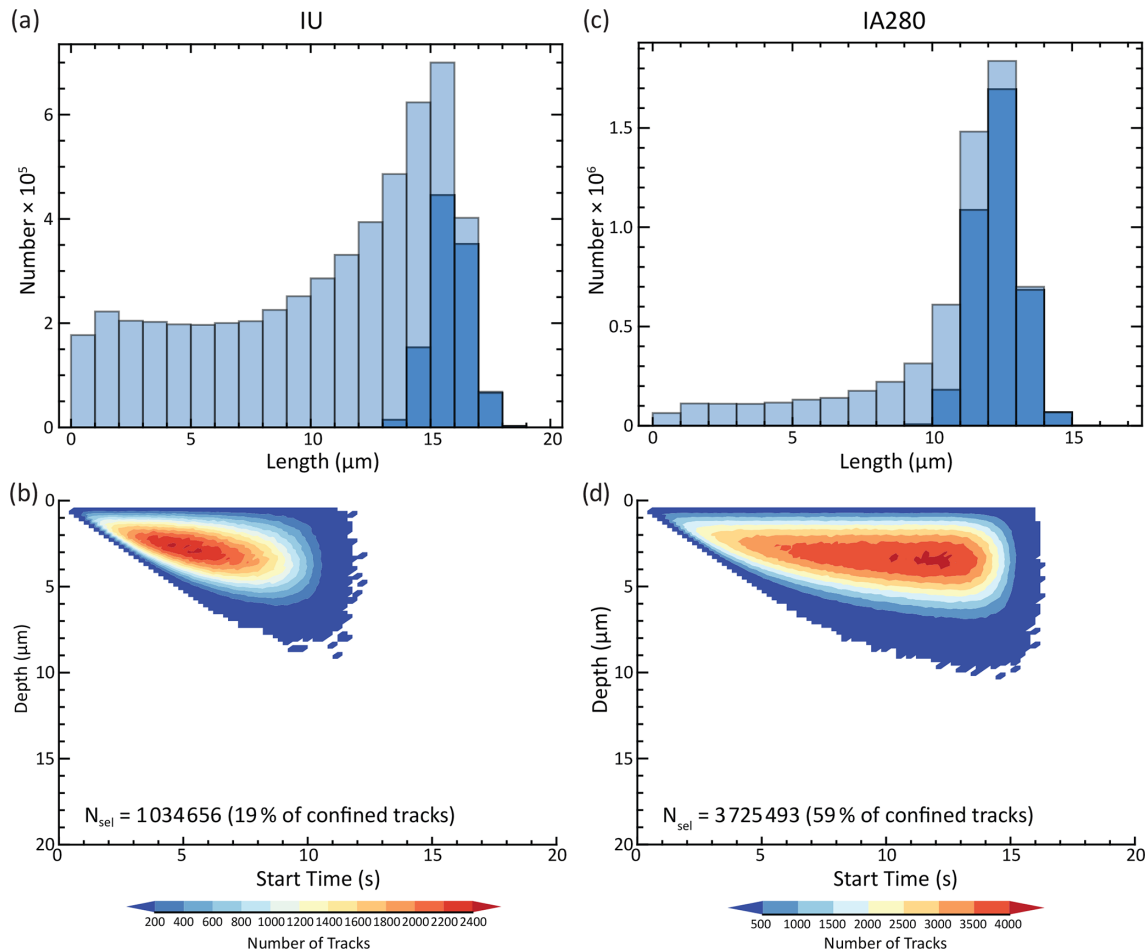 (a) IU
Number × 10⁵
6
4
2
0
0 5 10 15 20
Length (µm)
(c) IA280
Number × 10⁶
1.5
1.0
0.5
0
0 5 10 15
Length (µm)
(b)
Depth (µm)
0
5
10
15
20
N_sel = 1 034 656 (19 % of confined tracks)
0 5 10 15 20
Start Time (s)
200 400 600 800 1000 1200 1400 1600 1800 2000 2200 2400
Number of Tracks
(d)
Depth (µm)
0
5
10
15
20
N_sel = 3 725 493 (59 % of confined tracks)
0 5 10 15 20
Start Time (s)
500 1000 1500 2000 2500 3000 3500 4000
Number of Tracks